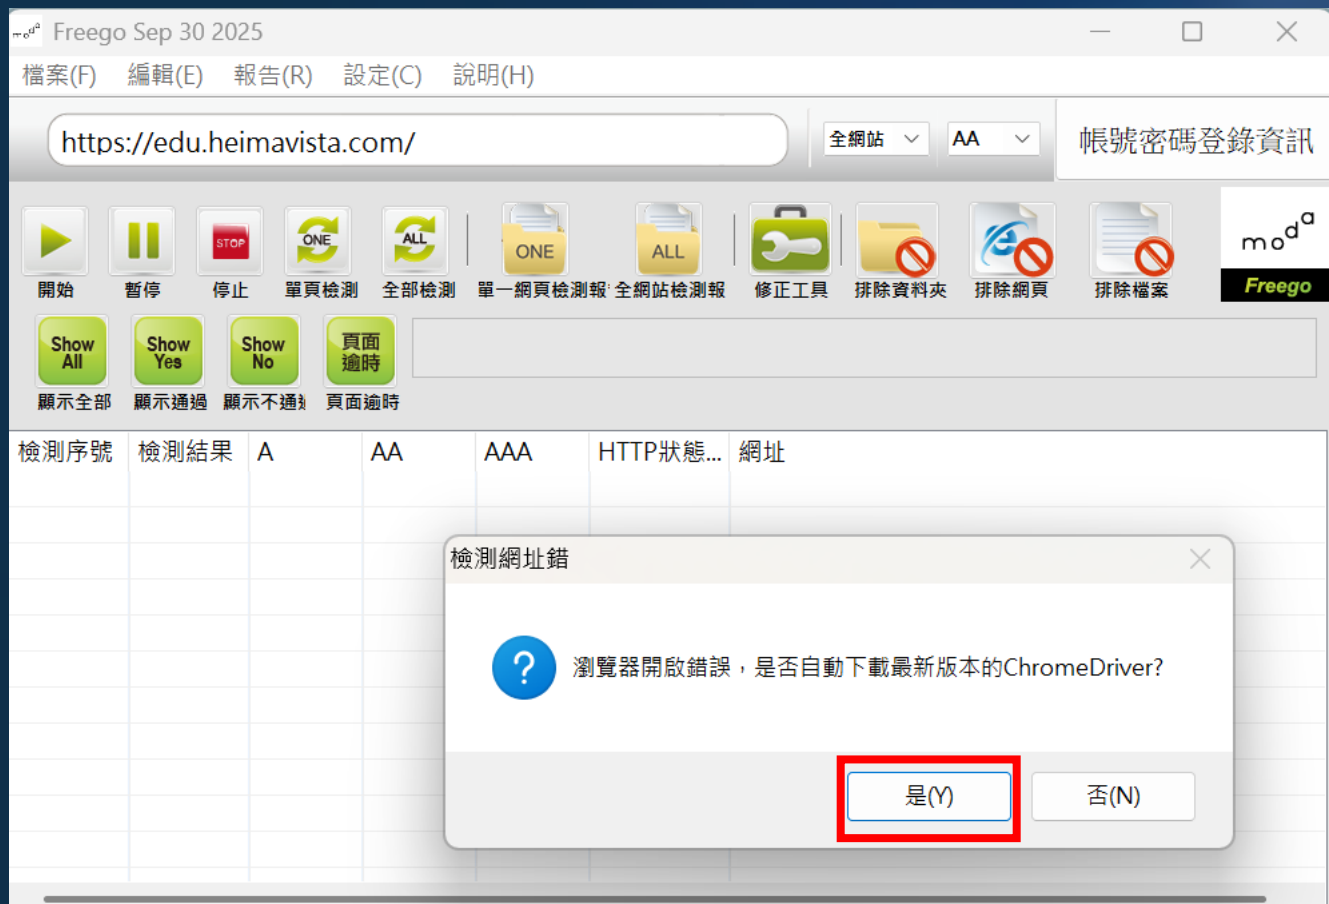 moda Freego Sep 30 2025
檔案(F) 編輯(E) 報告(R) 設定(C) 說明(H)
https://edu.heimavista.com/ 全網站 AA 帳號密碼登錄資訊
STOP ONE ALL ONE ALL moda
開始 暫停 停止 單頁檢測 全部檢測 單一網頁檢測報 全網站檢測報 修正工具 排除資料夾 排除網頁 排除檔案 Freego
Show All Show Yes Show No 頁面逾時
顯示全部 顯示通過 顯示不通 頁面逾時
檢測序號 檢測結果 A AA AAA HTTP狀態... 網址
檢測網址錯
瀏覽器開啟錯誤，是否自動下載最新版本的ChromeDriver?
是(Y) 否(N)